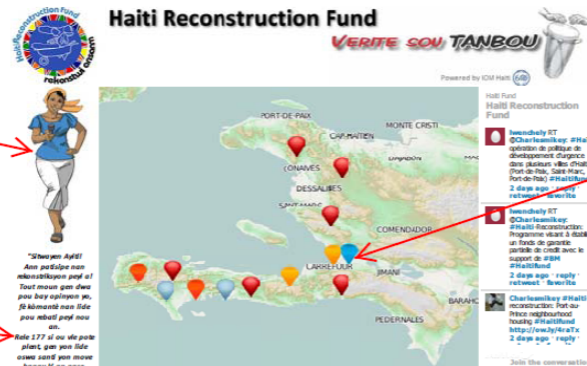 Haiti Reconstruction Fund
VERITE SOU TANBOU
Powered by IOM Haiti
PORT-DE-PAIX
CAP-HAITIEN
MONTE CRISTI
GONAIVES
DESSALINES
SAINT-MARC
COMENDADOR
CARREFOUR
JIMANI
BARAHO
PEDERNALES
"Sitwayen Ayiti!
Ann patisipe nan
rekonstriksyon peyi a!
Tout moun gen dwa
pou bay opinyon yo,
fè kòmantè nan lide
pou rebati peyi nou
an.
Rele 177 si ou vle pote
plent, gen yon lide
oswa santi yon move
Haiti Fund
Haiti Reconstruction
Fund
iwenchely RT
@Charlesmikey: #Hai
opération de politique de
développement d'urgence
dans plusieurs villes d'Haiti
(Port-de-Paix, Saint-Marc,
Port-de-Paix) #Haitifund
2 days ago · reply ·
retweet · favorite
iwenchely RT
@Charlesmikey:
#Haiti-Reconstruction:
Programme visant à établi
un fonds de garantie
partielle de credit avec le
support de #BM
#Haitifund
2 days ago · reply ·
retweet · favorite
Charlesmikey #Haiti
reconstruction: Port-au-
Prince neighbourhood
housing #Haitifund
http://ow.ly/4raTx
2 days ago · reply ·
Join the conversation